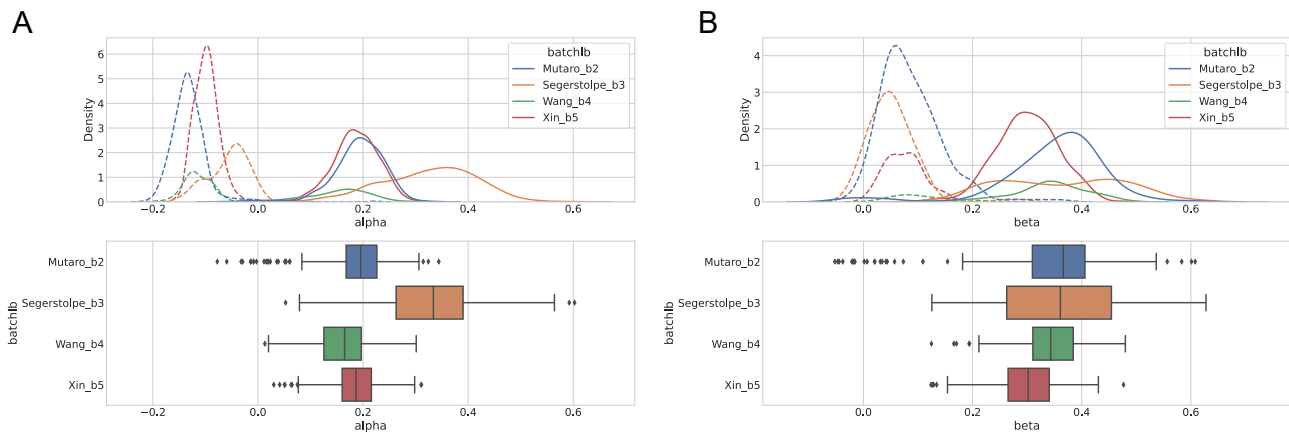 A
Density
6
5
4
3
2
1
0
batchlb
Mutaro_b2
Segerstolpe_b3
Wang_b4
Xin_b5
−0.2 0.0 0.2 0.4 0.6
alpha
batchlb
Mutaro_b2
Segerstolpe_b3
Wang_b4
Xin_b5
−0.2 0.0 0.2 0.4 0.6
alpha
B
Density
4
3
2
1
0
batchlb
Mutaro_b2
Segerstolpe_b3
Wang_b4
Xin_b5
0.0 0.2 0.4 0.6
beta
batchlb
Mutaro_b2
Segerstolpe_b3
Wang_b4
Xin_b5
0.0 0.2 0.4 0.6
beta